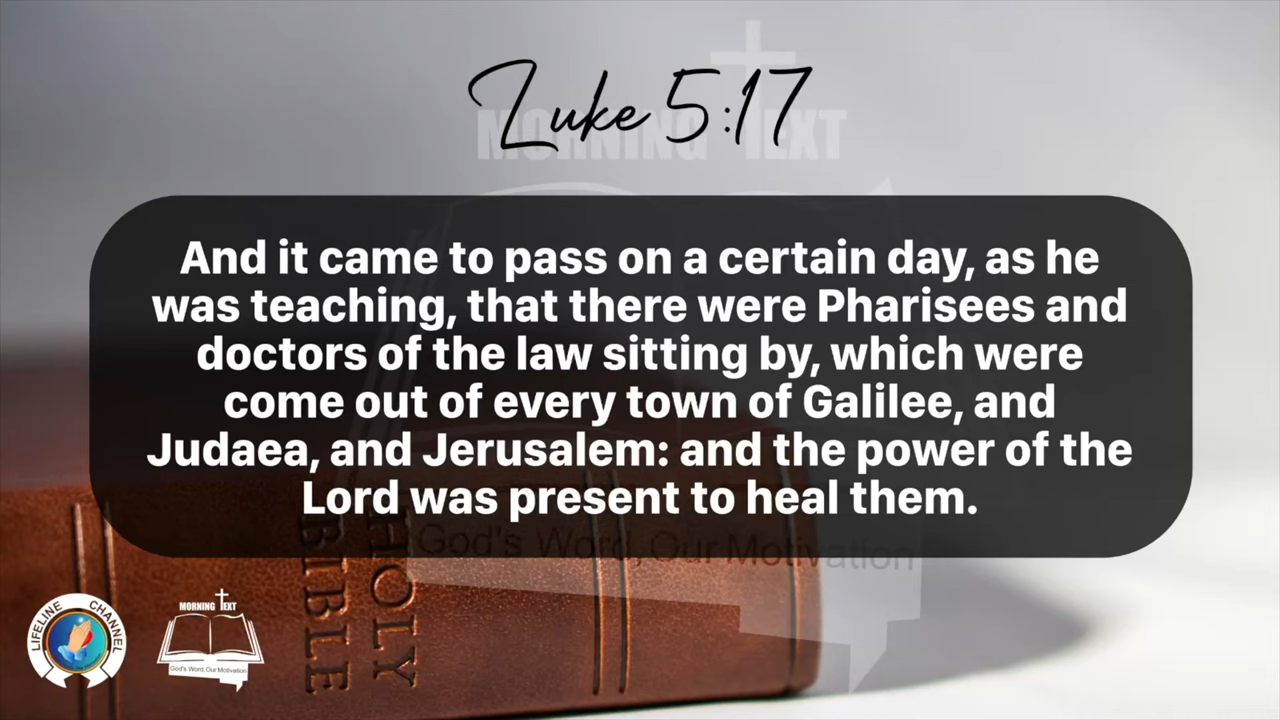 Luke 5:17
MORNING TEXT
And it came to pass on a certain day, as he
was teaching, that there were Pharisees and
doctors of the law sitting by, which were
come out of every town of Galilee, and
Judaea, and Jerusalem: and the power of the
Lord was present to heal them.
God's Word, Our Motivation
HOLY
BIBLE
LIFELINE CHANNEL
MORNING TEXT
God's Word, Our Motivation